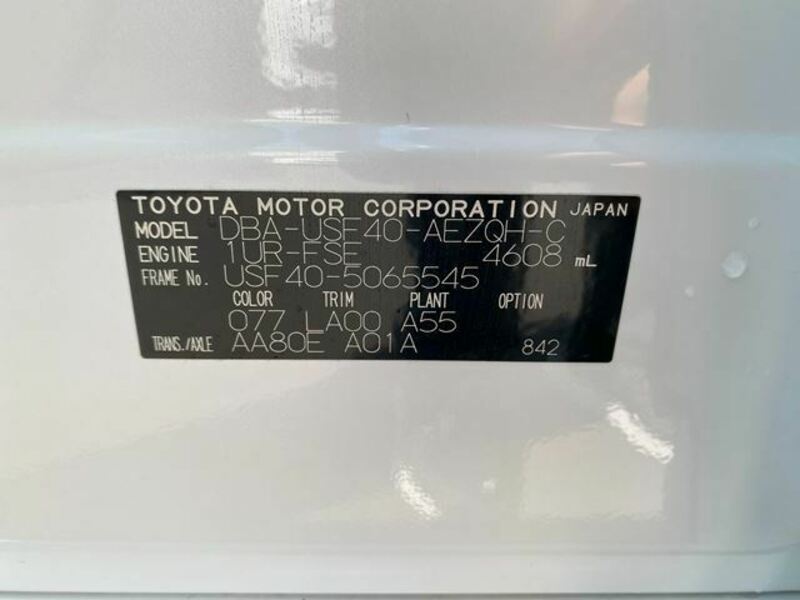 TOYOTA MOTOR CORPORATION JAPAN
MODEL DBA-USF40-AEZQH-C
ENGINE 1UR-FSE 4608 mL
FRAME No. USF40-5065545
COLOR TRIM PLANT OPTION
077 LA00 A55
TRANS./AXLE AA80E A01A 842